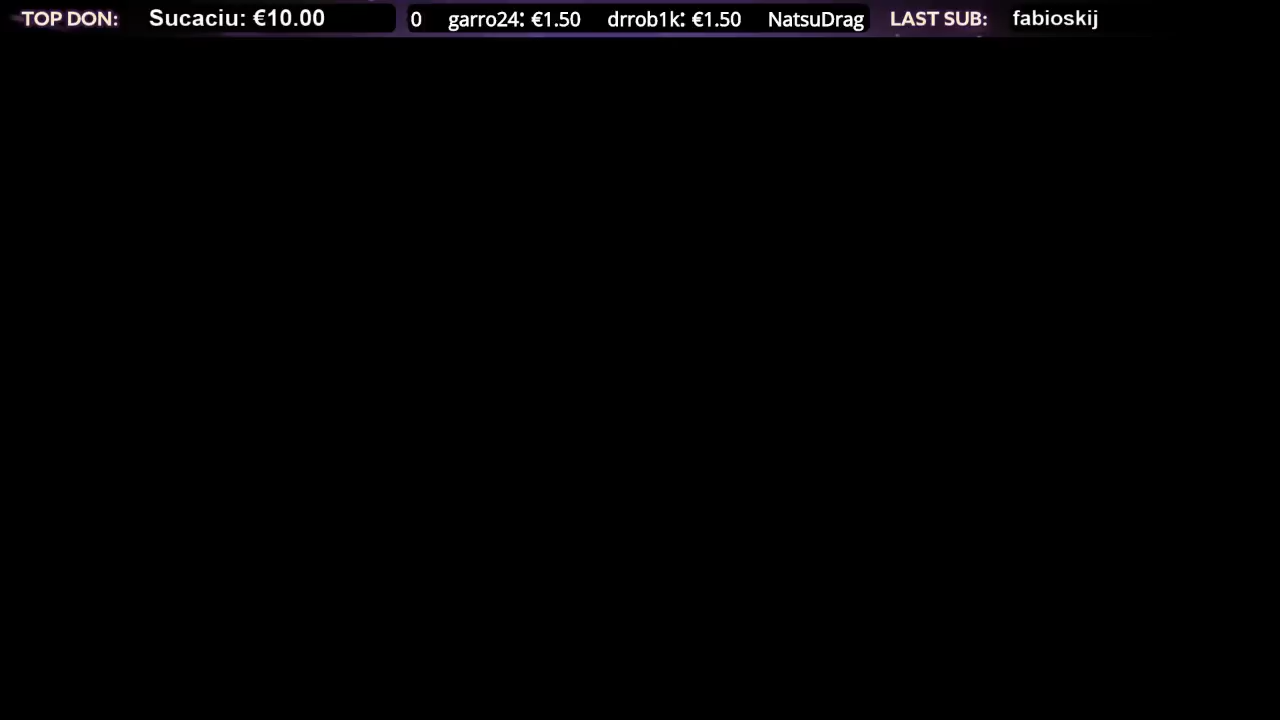 TOP DON: Sucaciu: €10.00 0 garro24: €1.50 drrob1k: €1.50 NatsuDrag LAST SUB: fabioskij